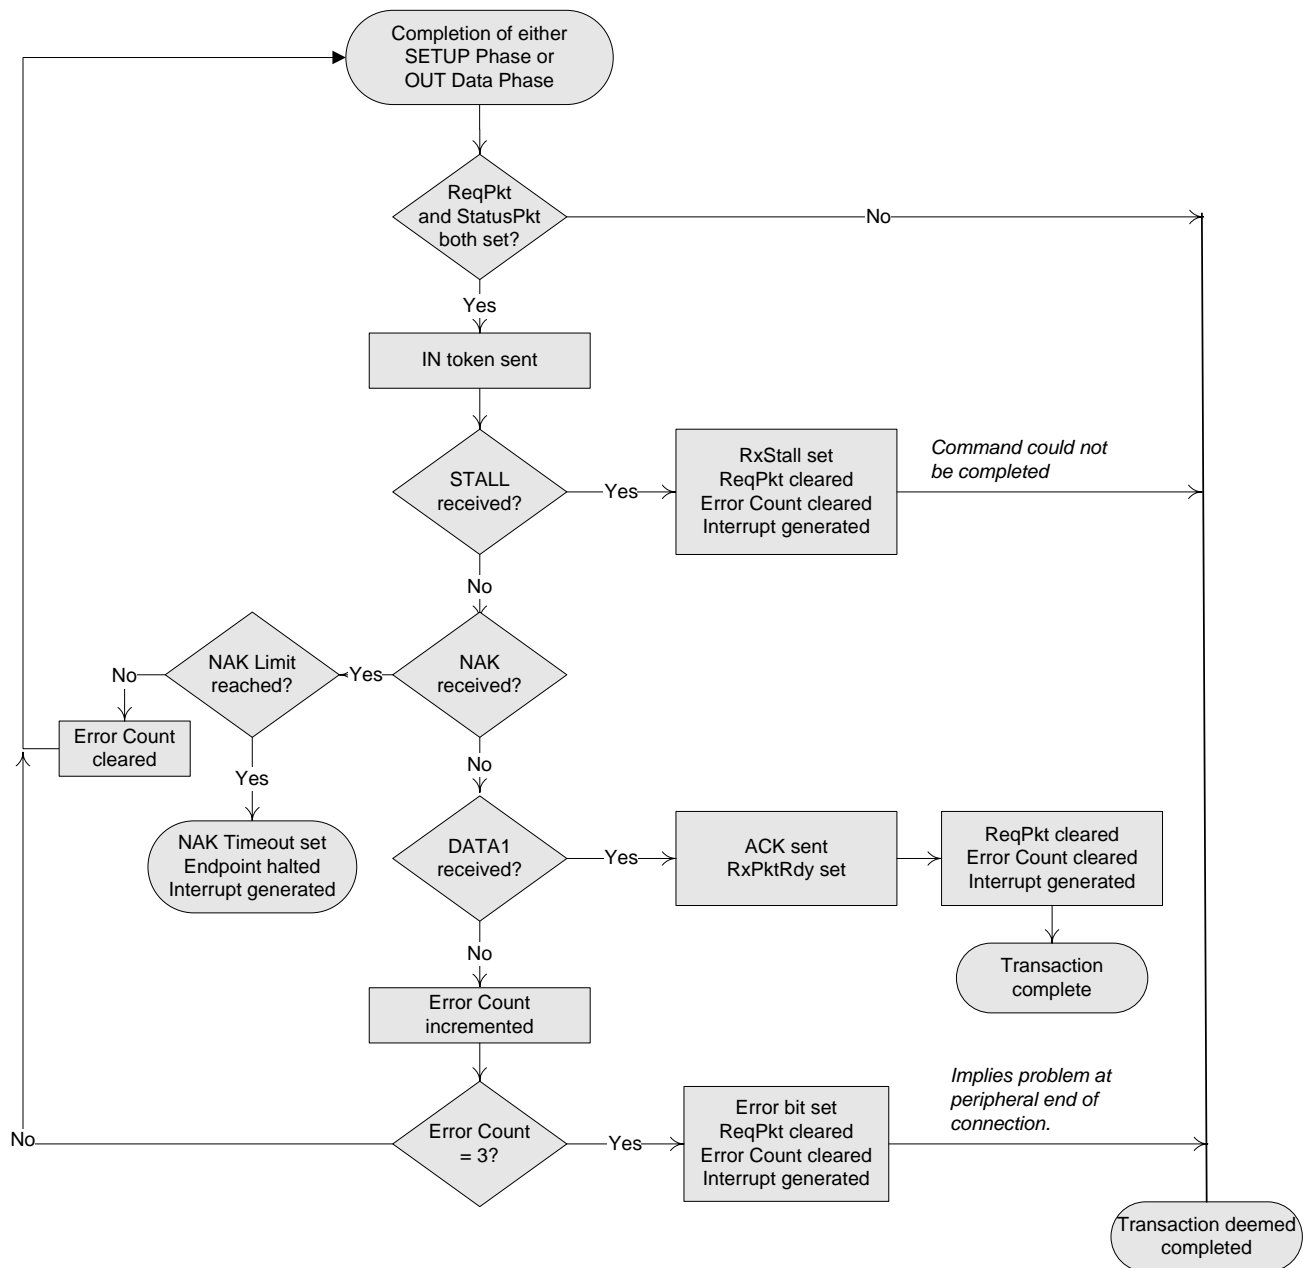 Completion of either
SETUP Phase or
OUT Data Phase
ReqPkt
and StatusPkt
both set?
No
Yes
IN token sent
STALL
received?
Yes
RxStall set
ReqPkt cleared
Error Count cleared
Interrupt generated
Command could not
be completed
No
NAK
received?
Yes
NAK Limit
reached?
No
Error Count
cleared
Yes
NAK Timeout set
Endpoint halted
Interrupt generated
No
DATA1
received?
Yes
ACK sent
RxPktRdy set
ReqPkt cleared
Error Count cleared
Interrupt generated
Transaction
complete
No
Error Count
incremented
Error Count
= 3?
No
Yes
Error bit set
ReqPkt cleared
Error Count cleared
Interrupt generated
Implies problem at
peripheral end of
connection.
Transaction deemed
completed